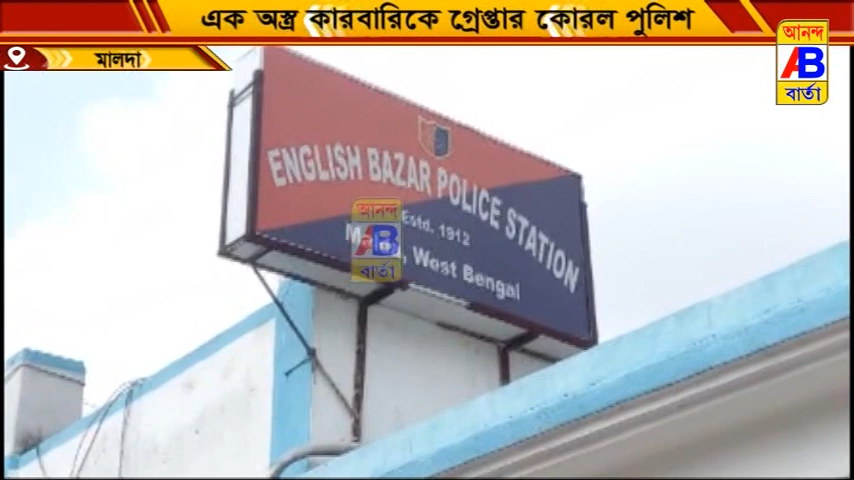 এক অস্ত্র কারবারিকে গ্রেপ্তার কোরল পুলিশ
মালদা
আনন্দ
AB
বার্তা
ENGLISH BAZAR POLICE STATION
Estd. 1912
West Bengal
আনন্দ
AB
বার্তা